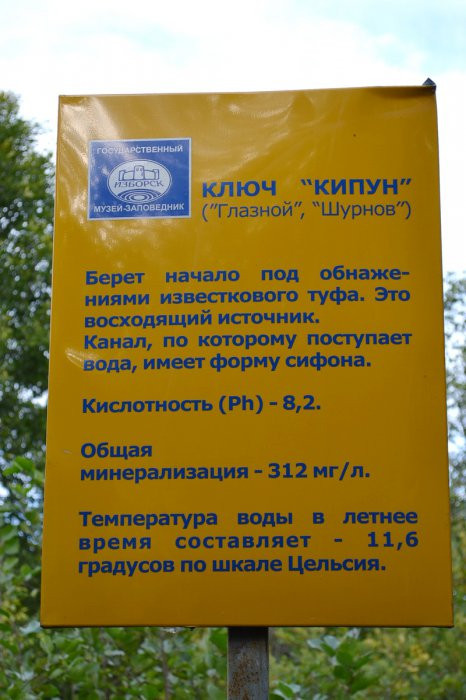 ГОСУДАРСТВЕННЫЙ
ИЗБОРСК
МУЗЕЙ-ЗАПОВЕДНИК
КЛЮЧ "КИПУН"
("Глазной", "Шурнов")
Берет начало под обнаже-
ниями известкового туфа. Это
восходящий источник.
Канал, по которому поступает
вода, имеет форму сифона.
Кислотность (Ph) - 8,2.
Общая
минерализация - 312 мг/л.
Температура воды в летнее
время составляет - 11,6
градусов по шкале Цельсия.